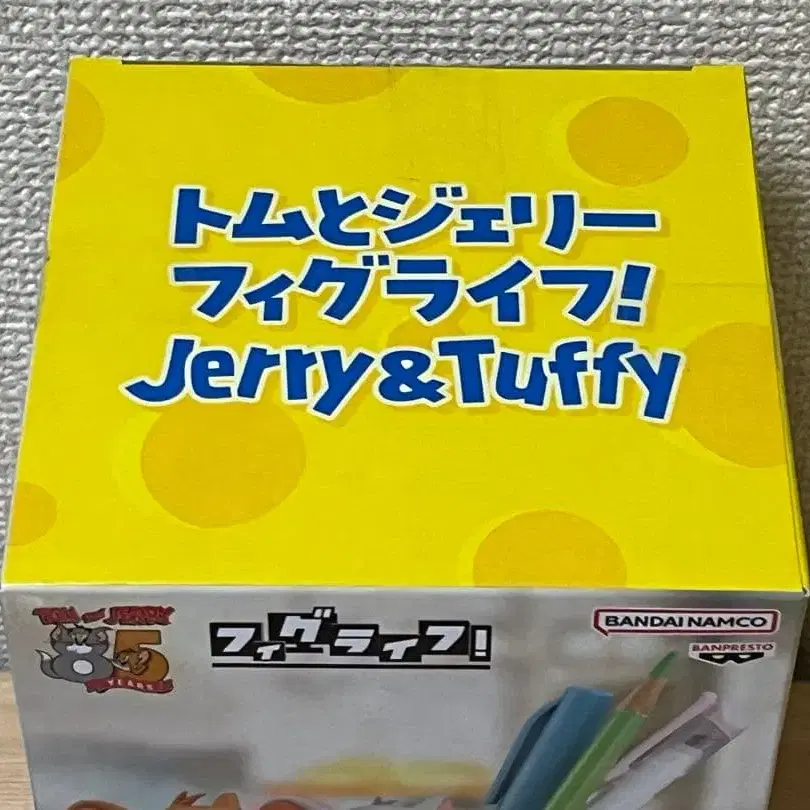 トムとジェリー
フィグライフ!
Jerry&Tuffy
TOM and JERRY
85
YEARS
フィグライフ!
BANDAI NAMCO
BANPRESTO